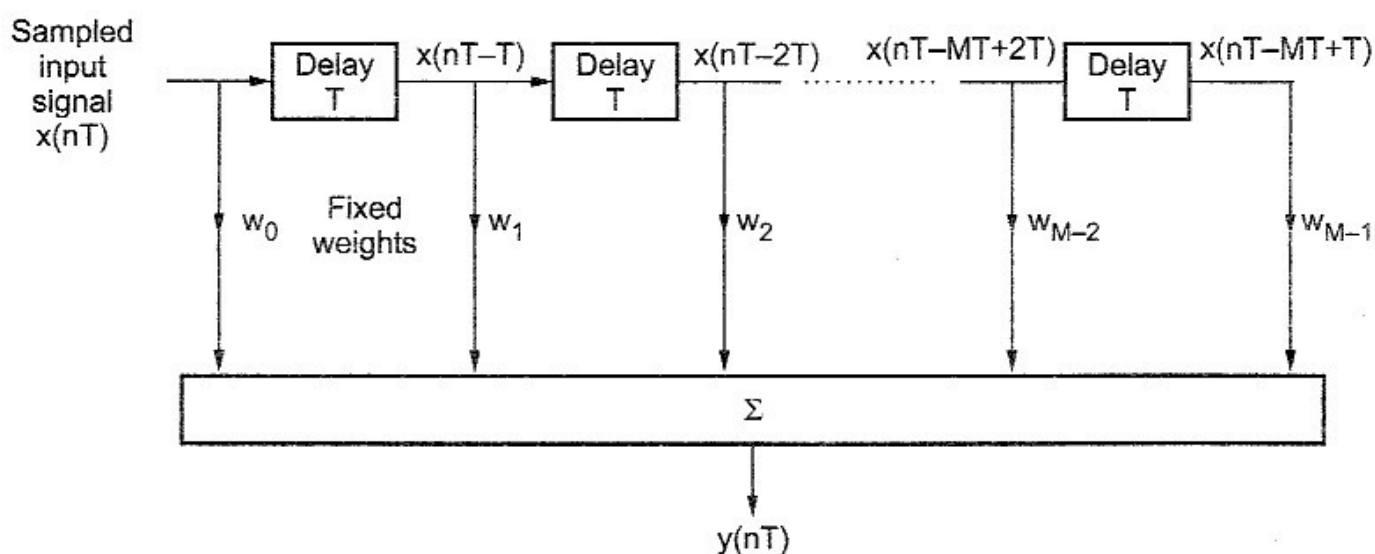 Sampled
input
signal
x(nT)
Delay
T
x(nT–T)
Delay
T
x(nT–2T)
x(nT–MT+2T)
Delay
T
x(nT–MT+T)
w0
Fixed
weights
w1
w2
wM–2
wM–1
Σ
y(nT)